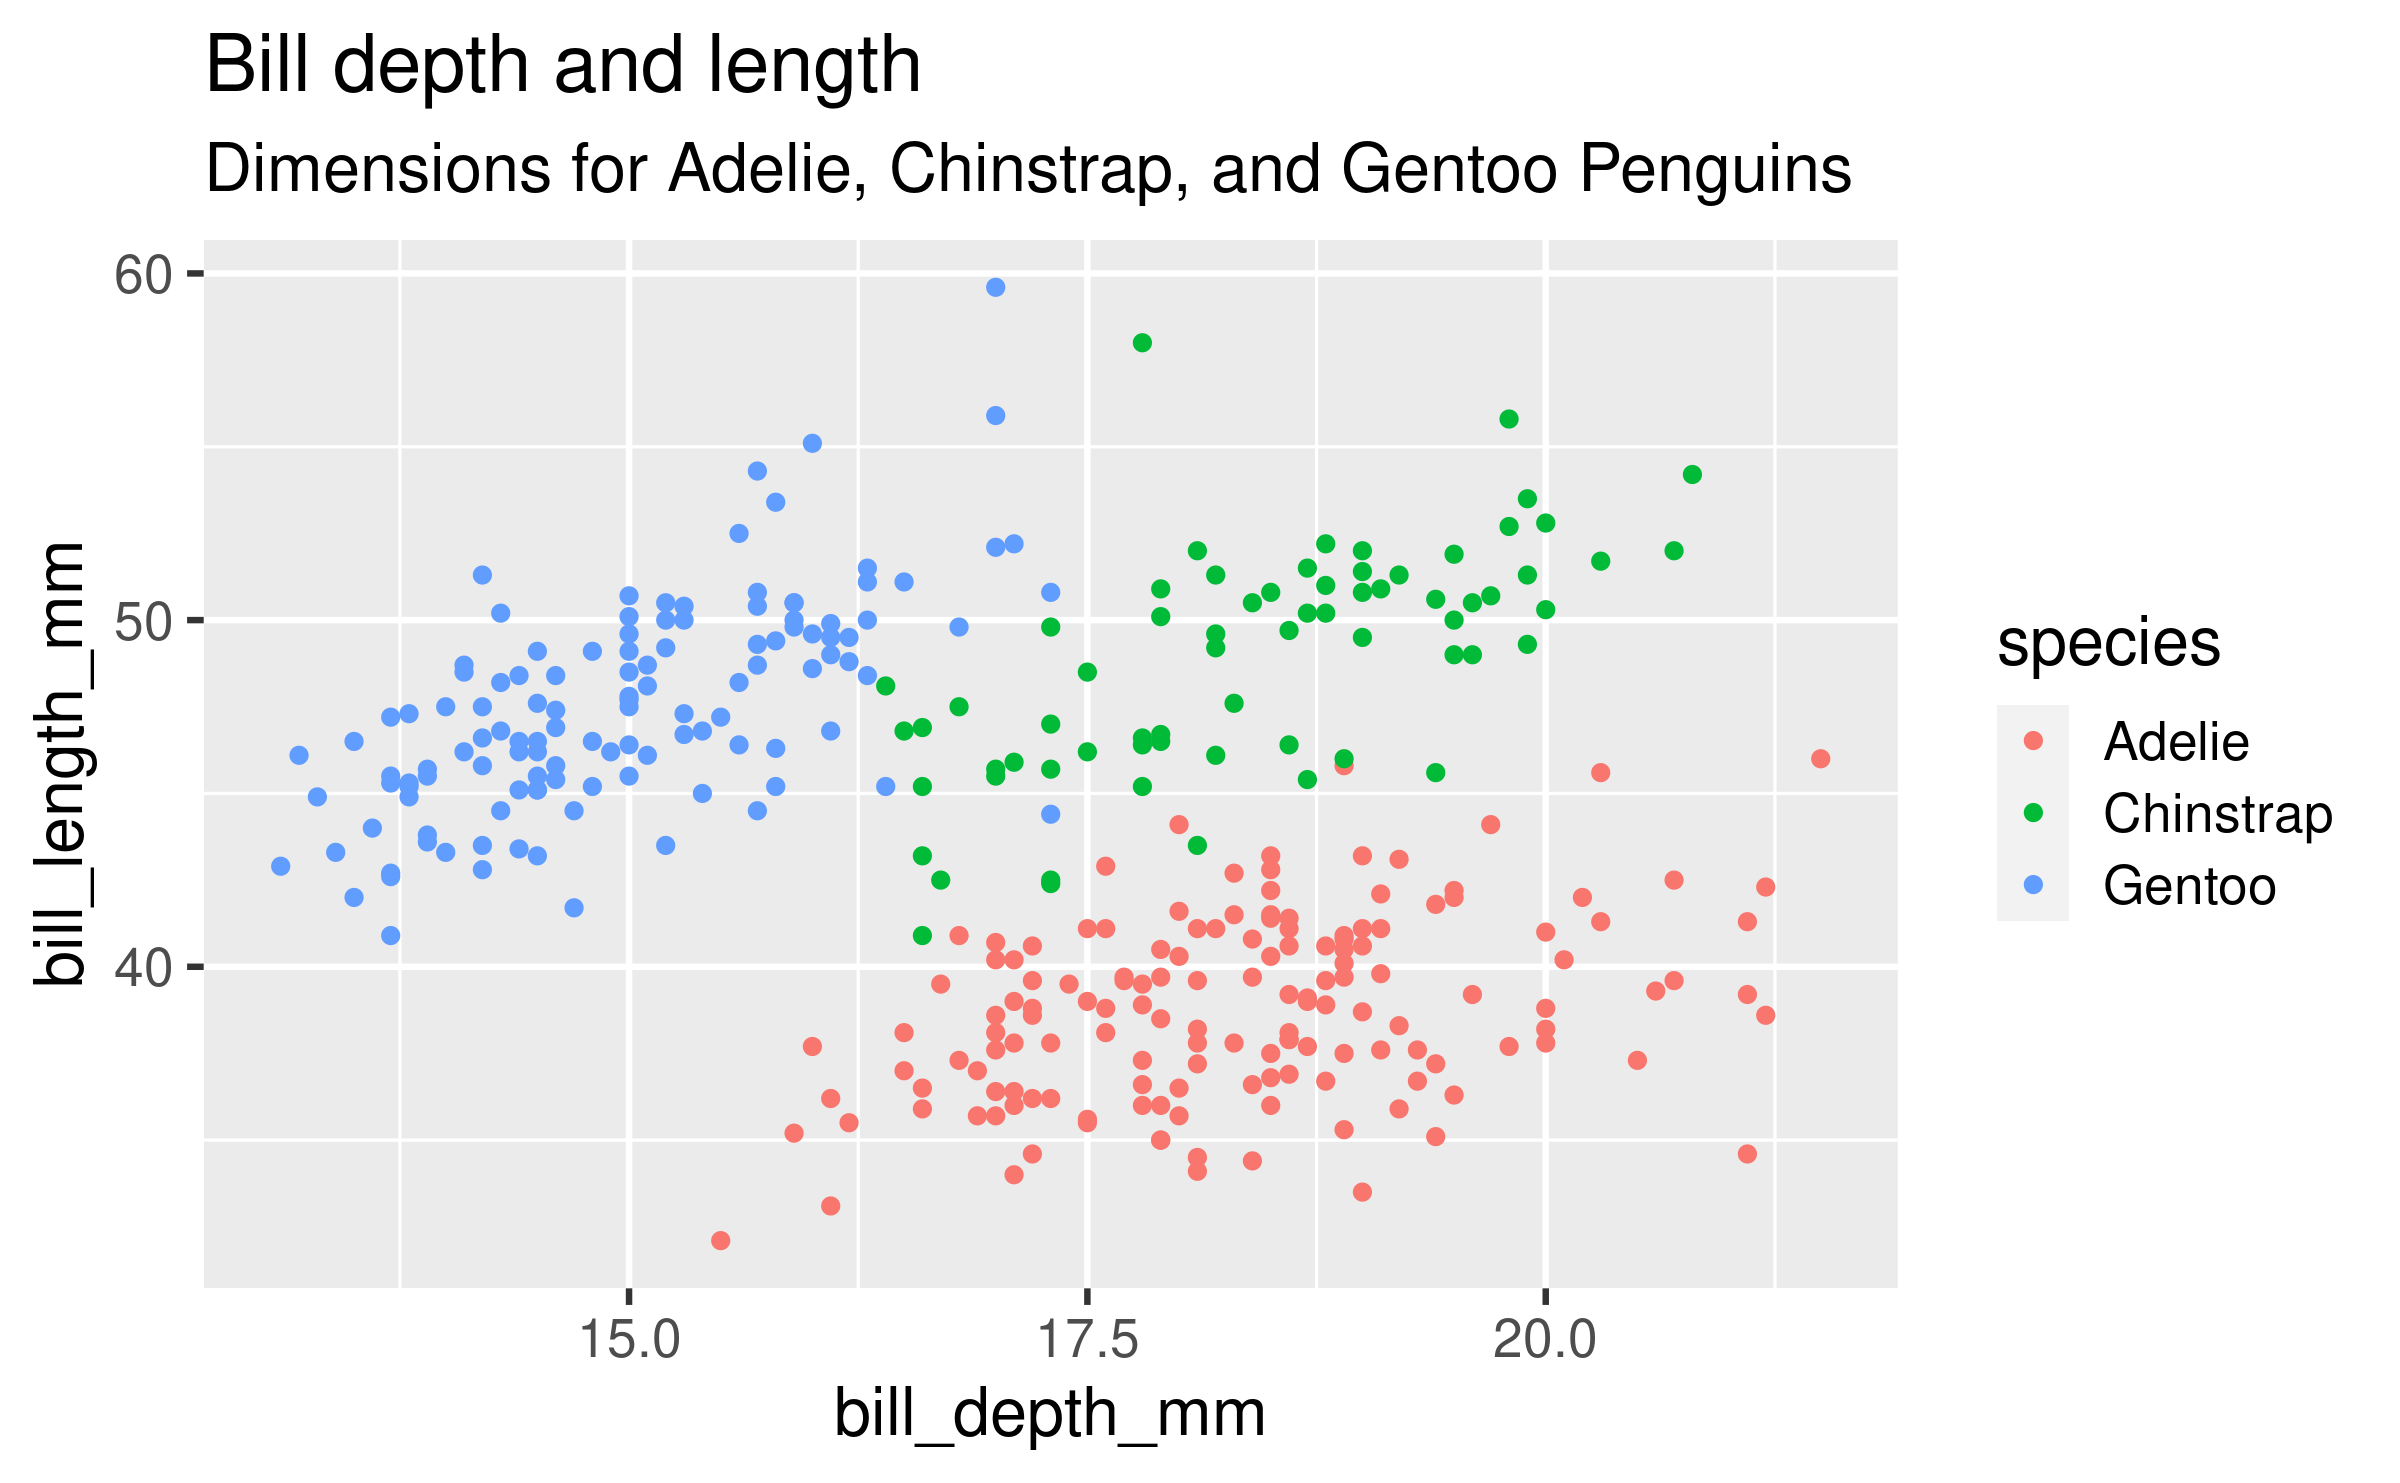 Bill depth and length
Dimensions for Adelie, Chinstrap, and Gentoo Penguins
bill_length_mm
60
50
40
15.0 17.5 20.0
bill_depth_mm
species
Adelie
Chinstrap
Gentoo